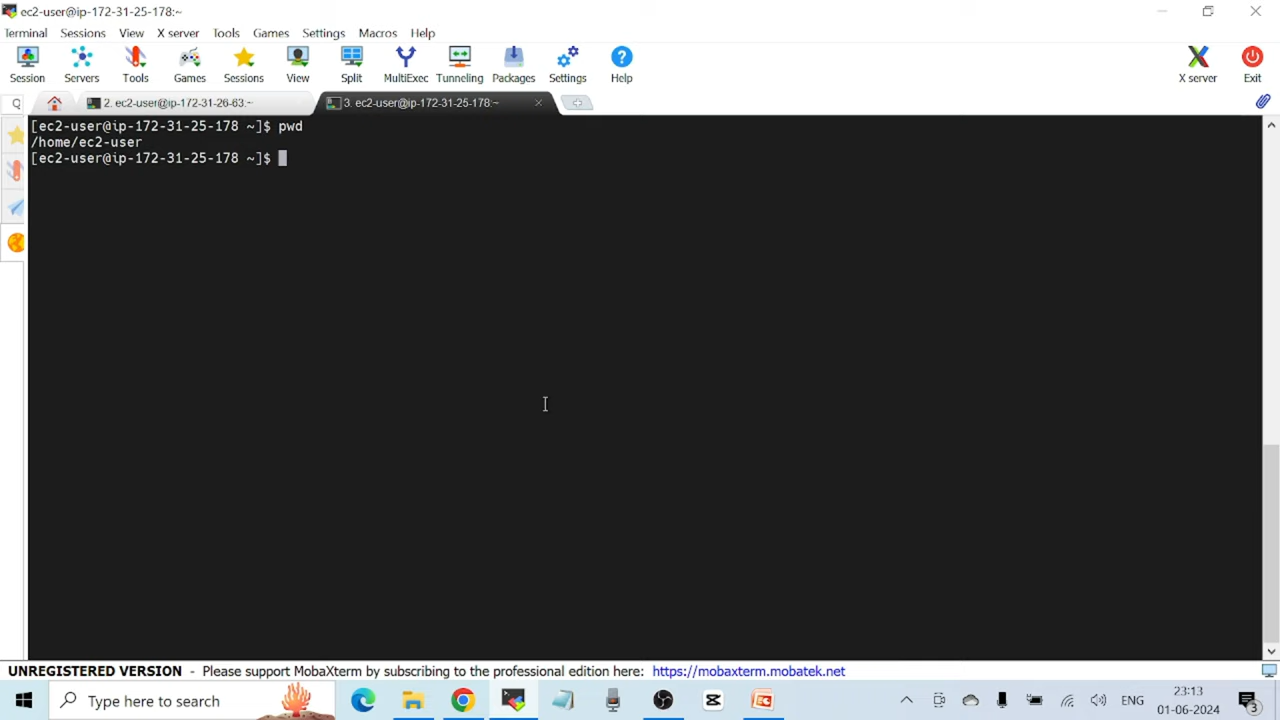 ec2-user@ip-172-31-25-178:~
Terminal Sessions View X server Tools Games Settings Macros Help
Session Servers Tools Games Sessions View Split MultiExec Tunneling Packages Settings Help X server Exit
2. ec2-user@ip-172-31-26-63:~ 3. ec2-user@ip-172-31-25-178:~
[ec2-user@ip-172-31-25-178 ~]$ pwd
/home/ec2-user
[ec2-user@ip-172-31-25-178 ~]$
UNREGISTERED VERSION - Please support MobaXterm by subscribing to the professional edition here: https://mobaxterm.mobatek.net
Type here to search
ENG
23:13
01-06-2024
3